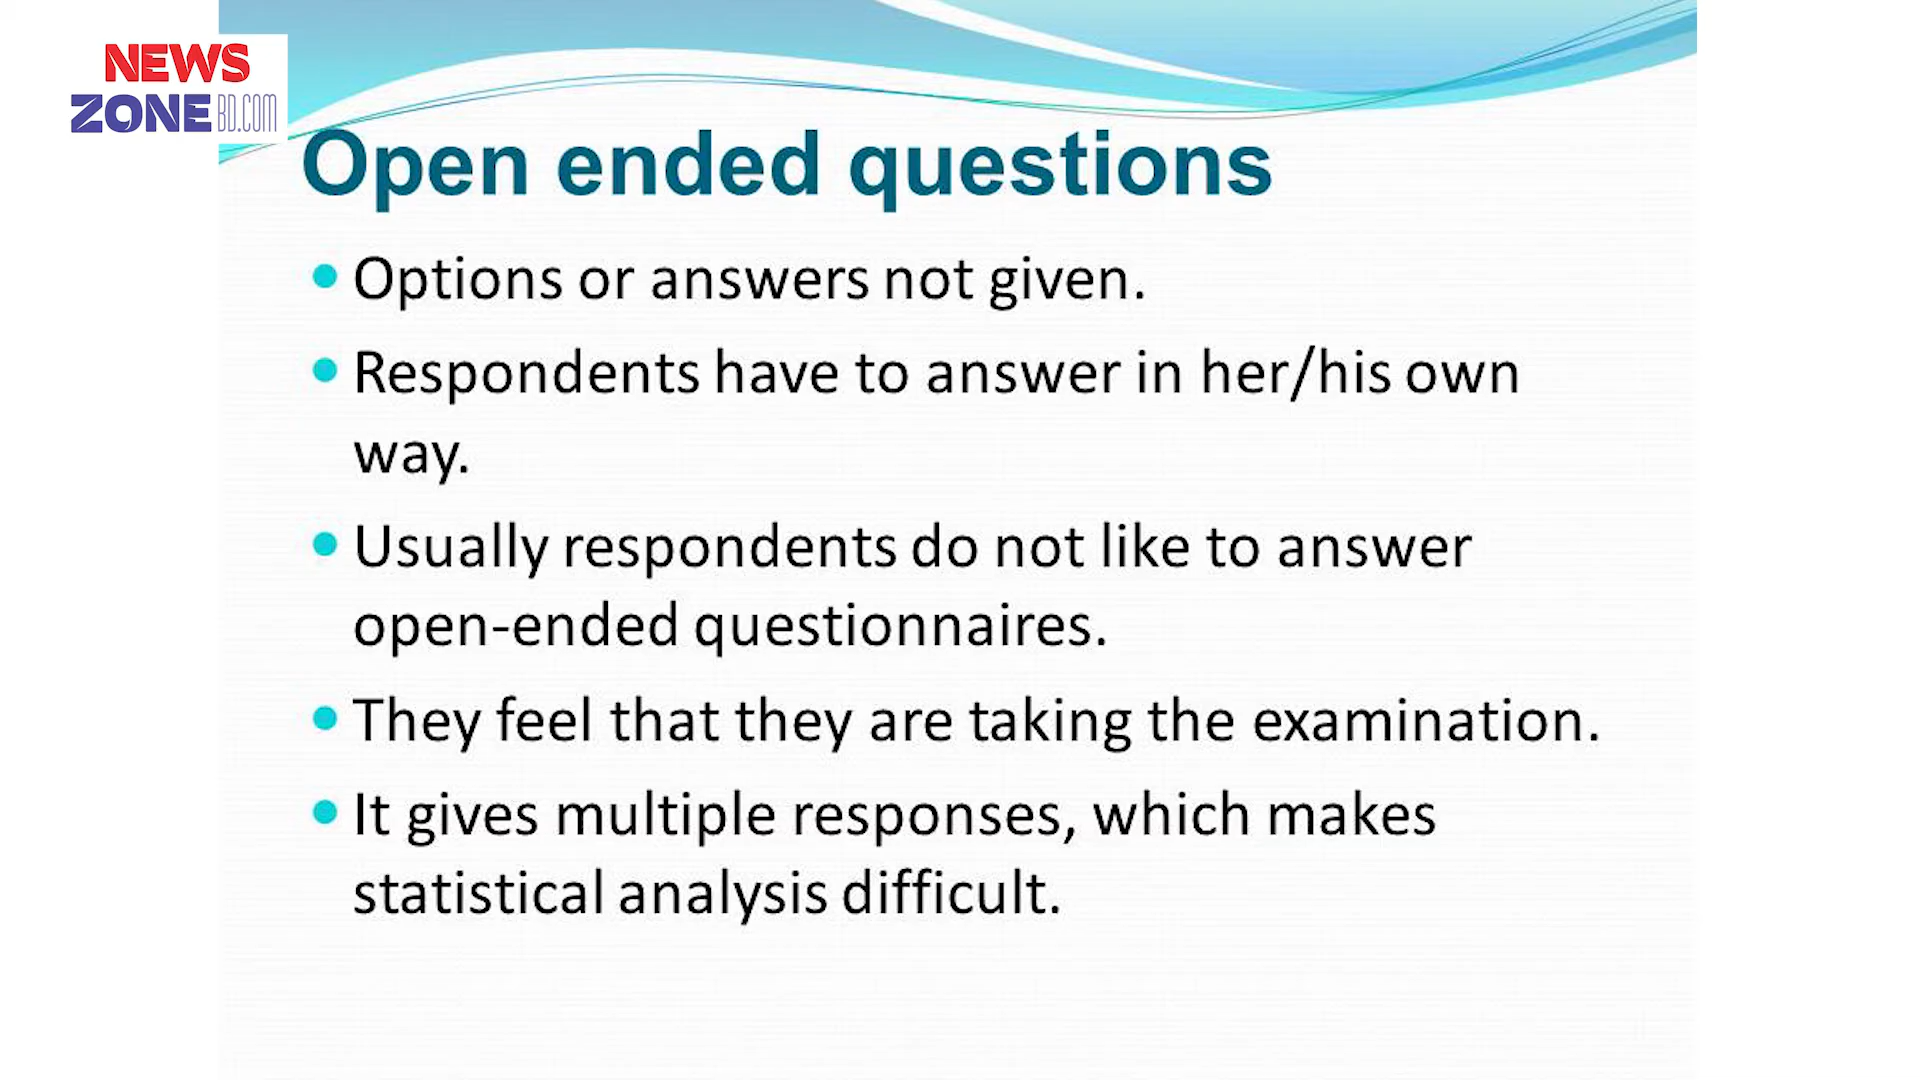 NEWS
ZONE BD.COM
Open ended questions
Options or answers not given.
Respondents have to answer in her/his own
way.
Usually respondents do not like to answer
open-ended questionnaires.
They feel that they are taking the examination.
It gives multiple responses, which makes
statistical analysis difficult.